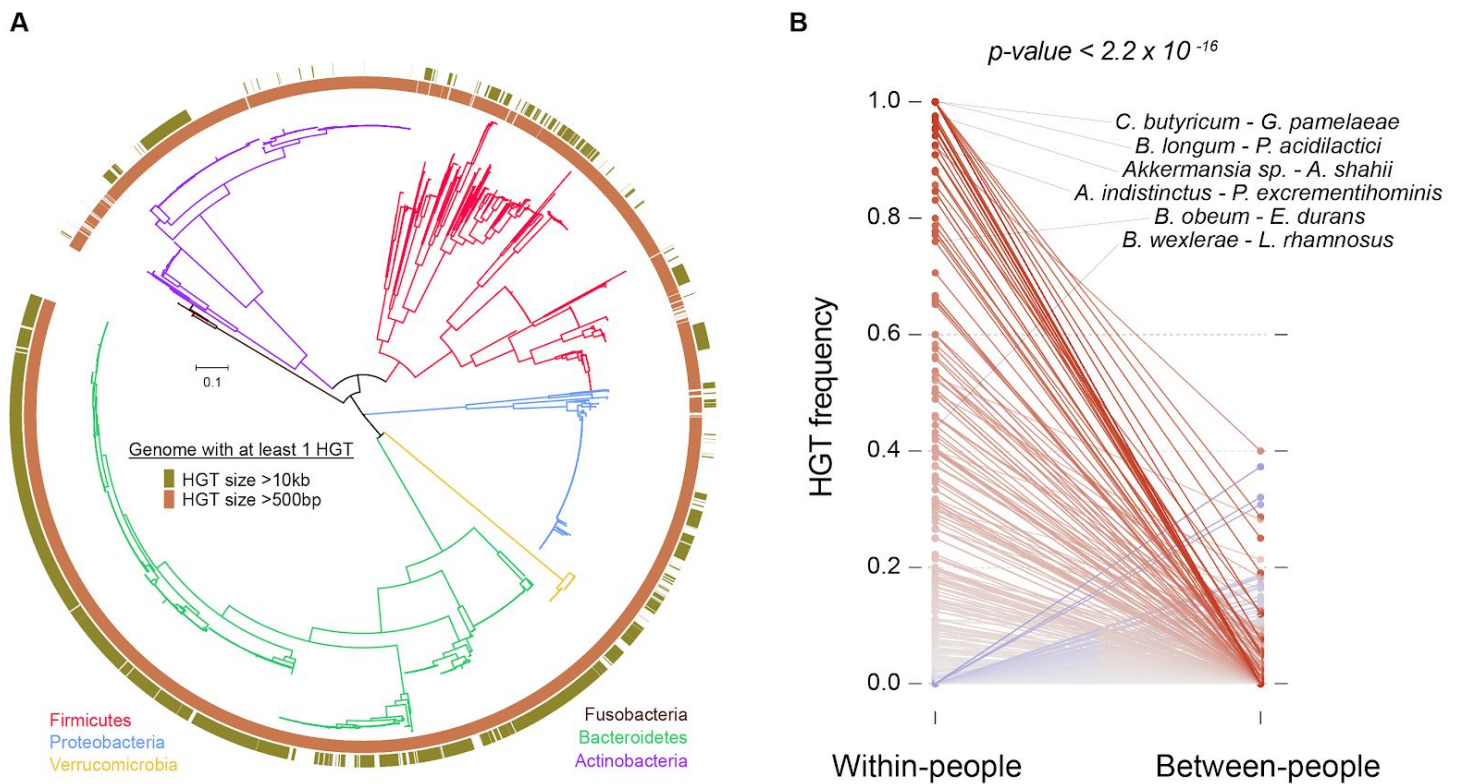 A
0.1
Genome with at least 1 HGT
HGT size >10kb
HGT size >500bp
Firmicutes
Proteobacteria
Verrucomicrobia
Fusobacteria
Bacteroidetes
Actinobacteria
B
p-value < 2.2 x 10 -16
HGT frequency
1.0
0.8
0.6
0.4
0.2
0.0
C. butyricum - G. pamelaeae
B. longum - P. acidilactici
Akkermansia sp. - A. shahii
A. indistinctus - P. excrementihominis
B. obeum - E. durans
B. wexlerae - L. rhamnosus
Within-people
Between-people